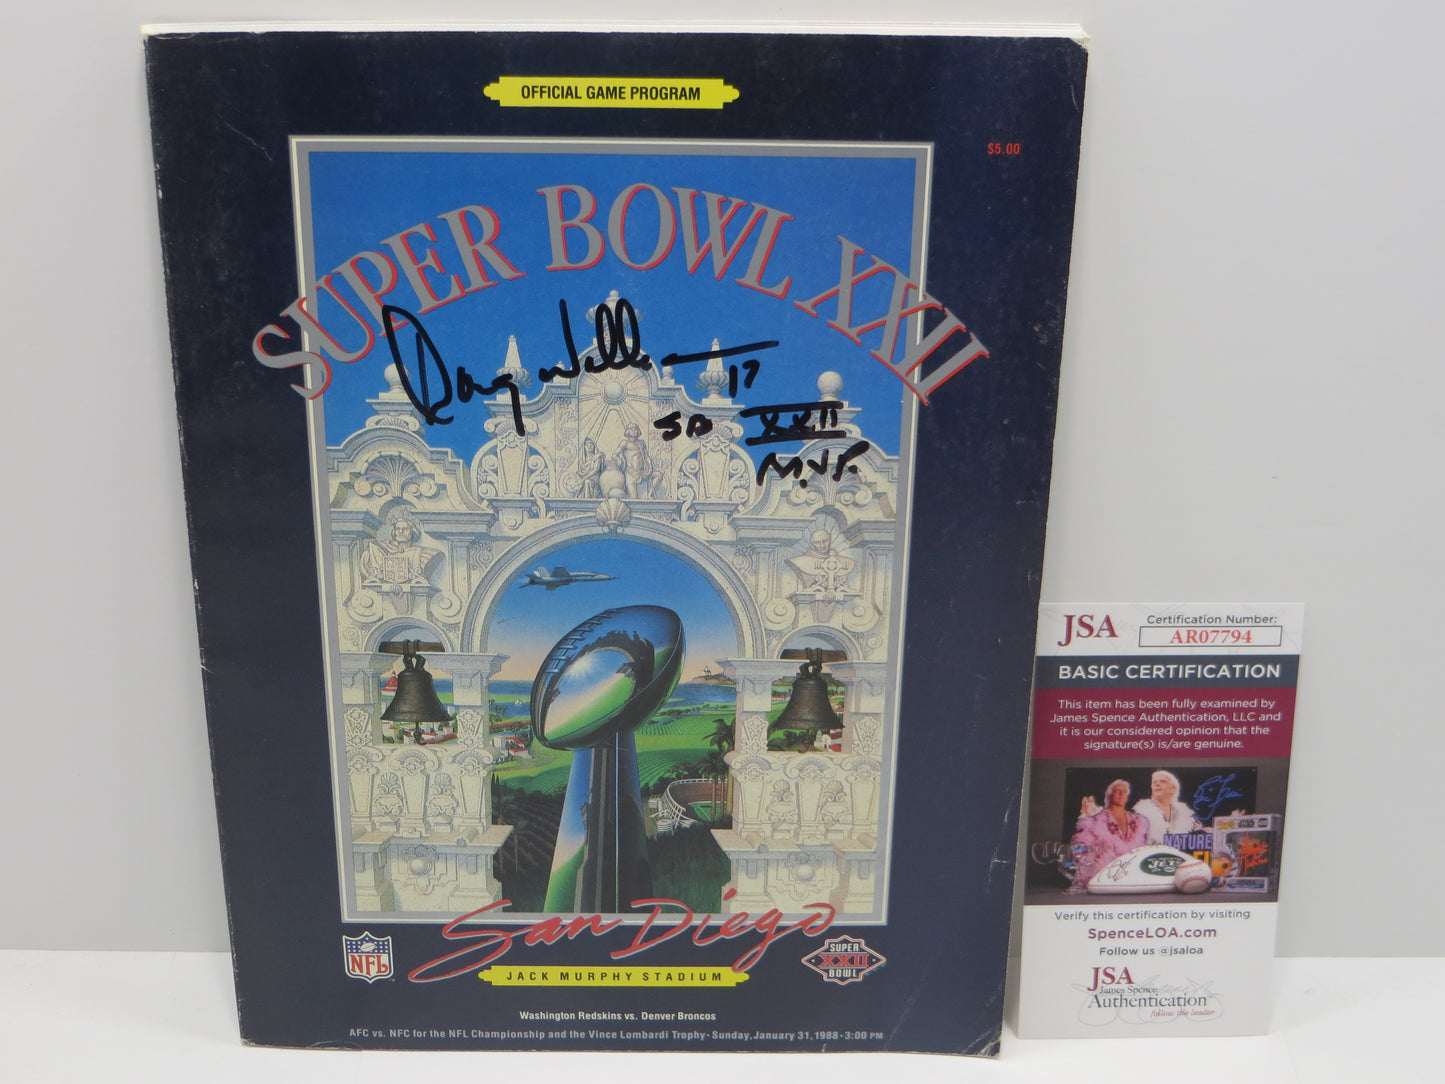 OFFICIAL GAME PROGRAM
$5.00
SUPER BOWL XXII
Doug Williams 17
SB XXII
M.V.P.
San Diego
NFL
JACK MURPHY STADIUM
SUPER
XXII
BOWL
Washington Redskins vs. Denver Broncos
AFC vs. NFC for the NFL Championship and the Vince Lombardi Trophy • Sunday, January 31, 1988 • 3:00 PM
JSA
Certification Number:
AR07794
BASIC CERTIFICATION
This item has been fully examined by
James Spence Authentication, LLC and
it is our considered opinion that the
signature(s) is/are genuine.
NATURE
JETS
Verify this certification by visiting
SpenceLOA.com
Follow us @jsaloa
JSA
James Spence
Authentication
follow the leader